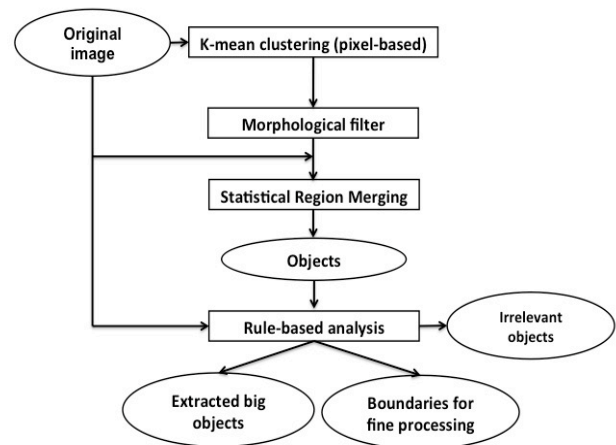 Original
image
K-mean clustering (pixel-based)
Morphological filter
Statistical Region Merging
Objects
Rule-based analysis
Irrelevant
objects
Extracted big
objects
Boundaries for
fine processing